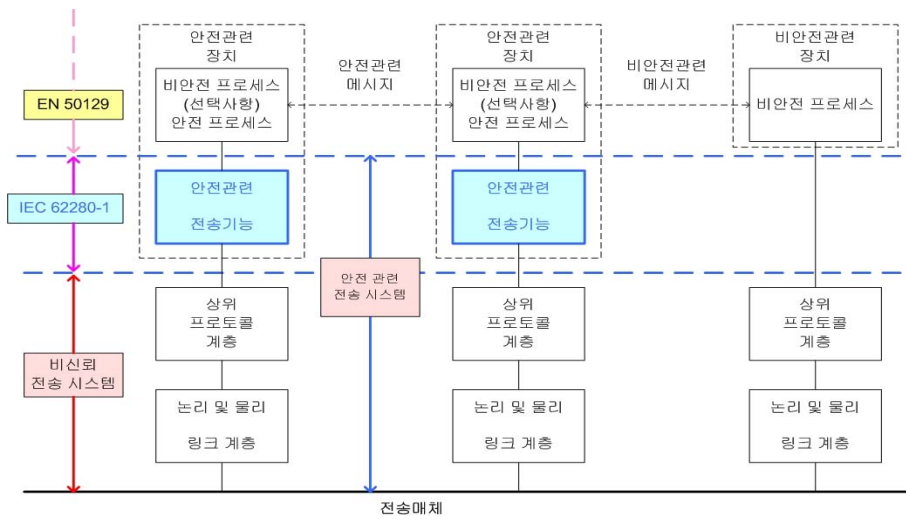 안전관련
장치
안전관련
장치
비안전관련
장치
안전관련
메시지
비안전관련
메시지
비안전 프로세스
(선택사항)
안전 프로세스
비안전 프로세스
(선택사항)
안전 프로세스
비안전 프로세스
EN 50129
IEC 62280-1
안전관련
전송기능
안전관련
전송기능
안전 관련
전송 시스템
비신뢰
전송 시스템
상위
프로토콜
계층
상위
프로토콜
계층
상위
프로토콜
계층
논리 및 물리
링크 계층
논리 및 물리
링크 계층
논리 및 물리
링크 계층
전송매체